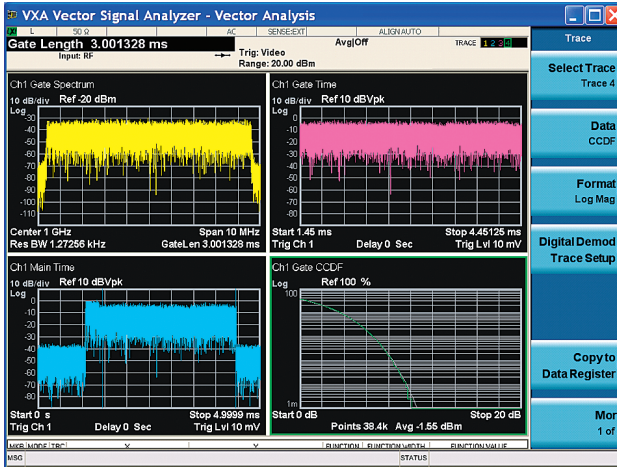 VXA Vector Signal Analyzer - Vector Analysis
L 50 Ω AC SENSE:EXT ALIGN AUTO
Gate Length 3.001328 ms
Input: RF
Trig: Video
Range: 20.00 dBm
Avg|Off
TRACE 1 2 3 4
Trace
Select Trace
Trace 4
Data
CCDF
Format
Log Mag
Digital Demod
Trace Setup
Copy to
Data Register
Mor
1 of
Ch1 Gate Spectrum
10 dB/div Ref -20 dBm
Log
-30
-40
-50
-60
-70
-80
-90
-100
-110
Center 1 GHz Span 10 MHz
Res BW 1.27256 kHz GateLen 3.001328 ms
Ch1 Gate Time
10 dB/div Ref 10 dBVpk
Log
0
-10
-20
-30
-40
-50
-60
-70
-80
Start 1.45 ms Stop 4.45125 ms
Trig Ch 1 Delay 0 Sec Trig Lvl 10 mV
Ch1 Main Time
10 dB/div Ref 10 dBVpk
Log
0
-10
-20
-30
-40
-50
-60
-70
-80
Start 0 s Stop 4.9999 ms
Trig Ch 1 Delay 0 Sec Trig Lvl 10 mV
Ch1 Gate CCDF
Log Ref 100 %
100
1m
Start 0 dB Stop 20 dB
Points 38.4k Avg -1.55 dBm
MKR MODE TRC X Y FUNCTION FUNCTION WIDTH FUNCTION VALUE
MSG STATUS